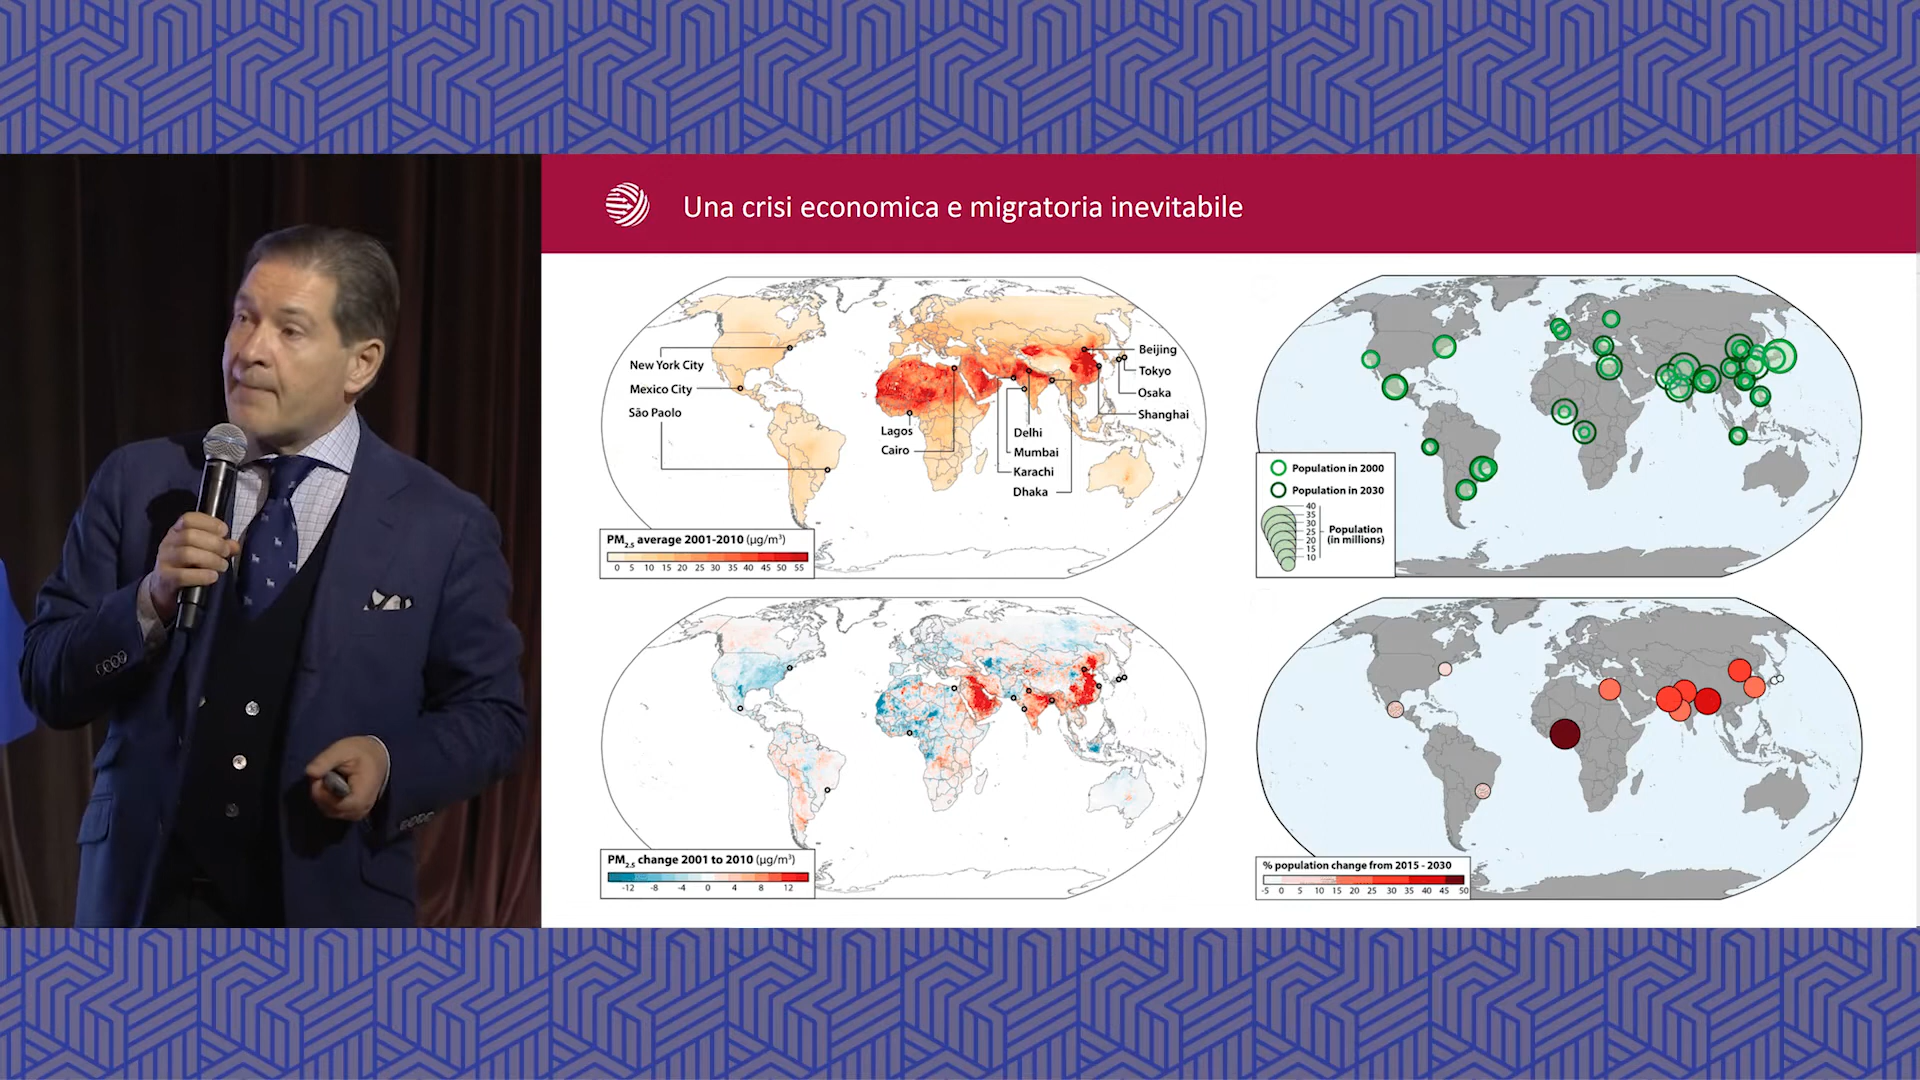 Una crisi economica e migratoria inevitabile
New York City
Mexico City
São Paolo
Lagos
Cairo
Beijing
Tokyo
Osaka
Shanghai
Delhi
Mumbai
Karachi
Dhaka
PM2.5 average 2001-2010 (µg/m³)
0 5 10 15 20 25 30 35 40 45 50 55
Population in 2000
Population in 2030
40
35
30
25
20
15
10
Population
(in millions)
PM2.5 change 2001 to 2010 (µg/m³)
-12 -8 -4 0 4 8 12
% population change from 2015 - 2030
-5 0 5 10 15 20 25 30 35 40 45 50